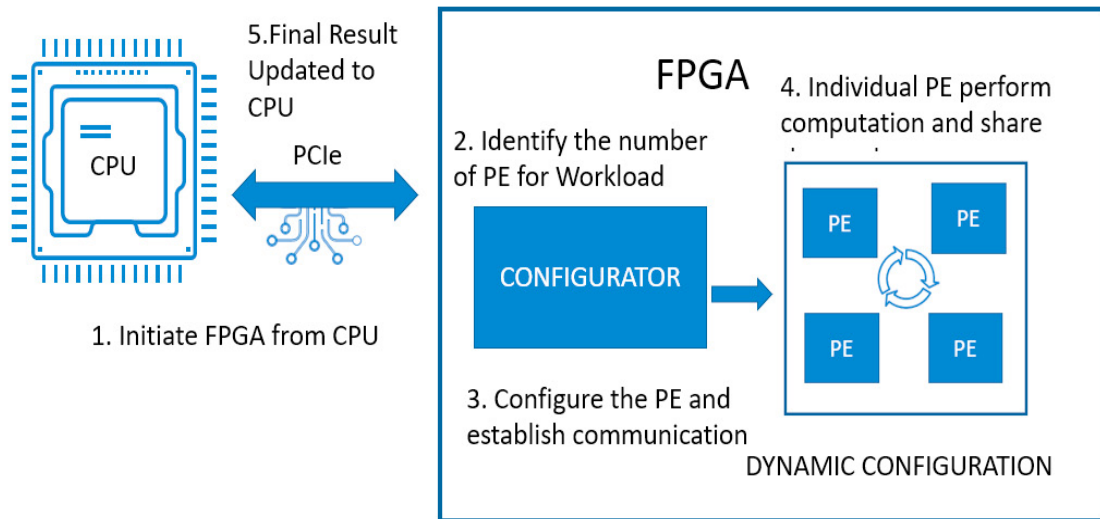 5.Final Result
Updated to
CPU
PCIe
CPU
1. Initiate FPGA from CPU
FPGA
2. Identify the number
of PE for Workload
CONFIGURATOR
3. Configure the PE and
establish communication
4. Individual PE perform
computation and share
PE
PE
PE
PE
DYNAMIC CONFIGURATION